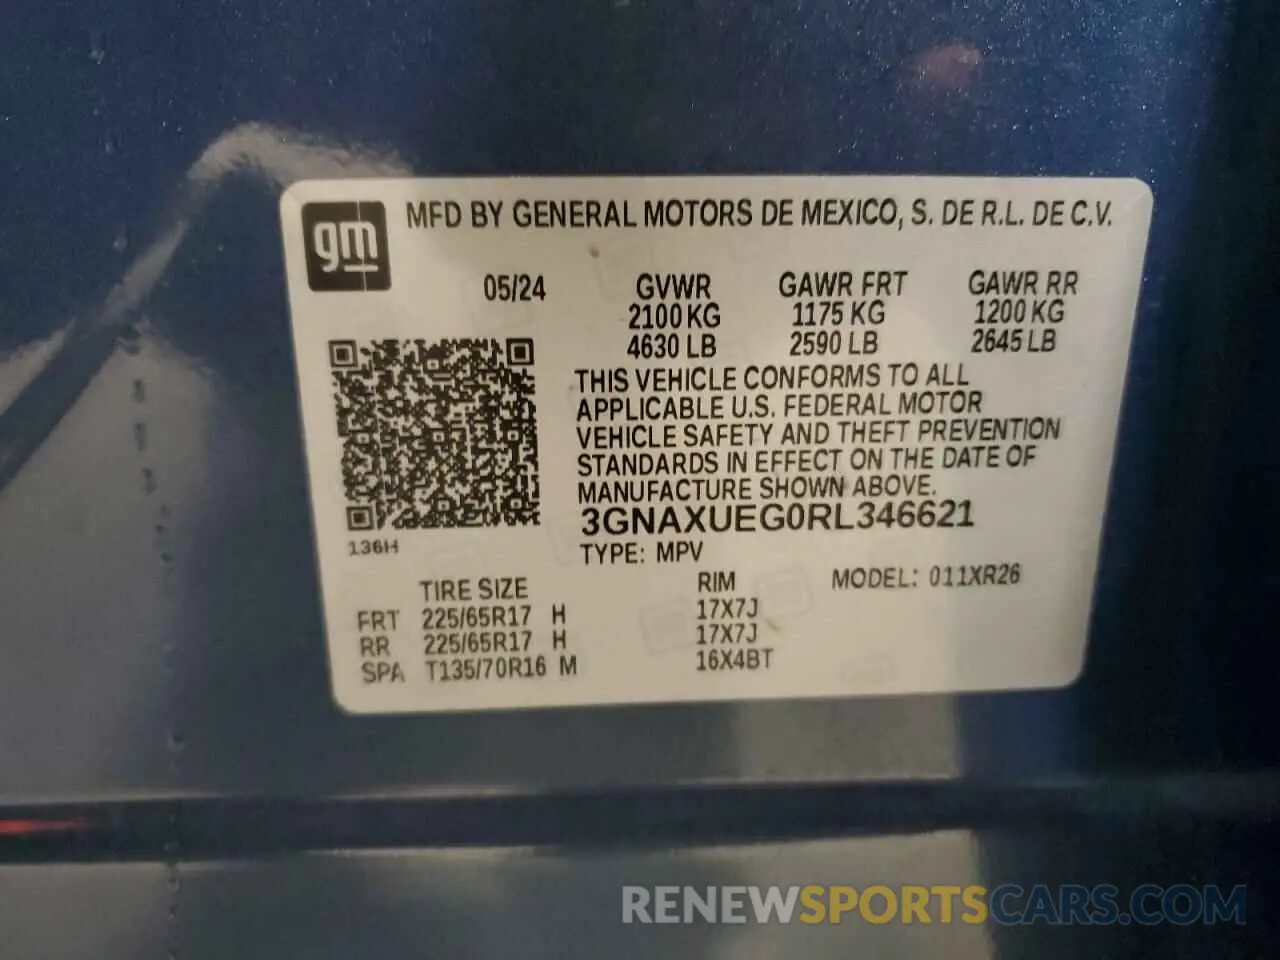 gm
MFD BY GENERAL MOTORS DE MEXICO, S. DE R.L. DE C.V.
05/24 GVWR GAWR FRT GAWR RR
2100 KG 1175 KG 1200 KG
4630 LB 2590 LB 2645 LB
THIS VEHICLE CONFORMS TO ALL
APPLICABLE U.S. FEDERAL MOTOR
VEHICLE SAFETY AND THEFT PREVENTION
STANDARDS IN EFFECT ON THE DATE OF
MANUFACTURE SHOWN ABOVE.
3GNAXUEG0RL346621
136H
TYPE: MPV
TIRE SIZE RIM MODEL: 011XR26
FRT 225/65R17 H 17X7J
RR 225/65R17 H 17X7J
SPA T135/70R16 M 16X4BT
RENEWSPORTSCARS.COM